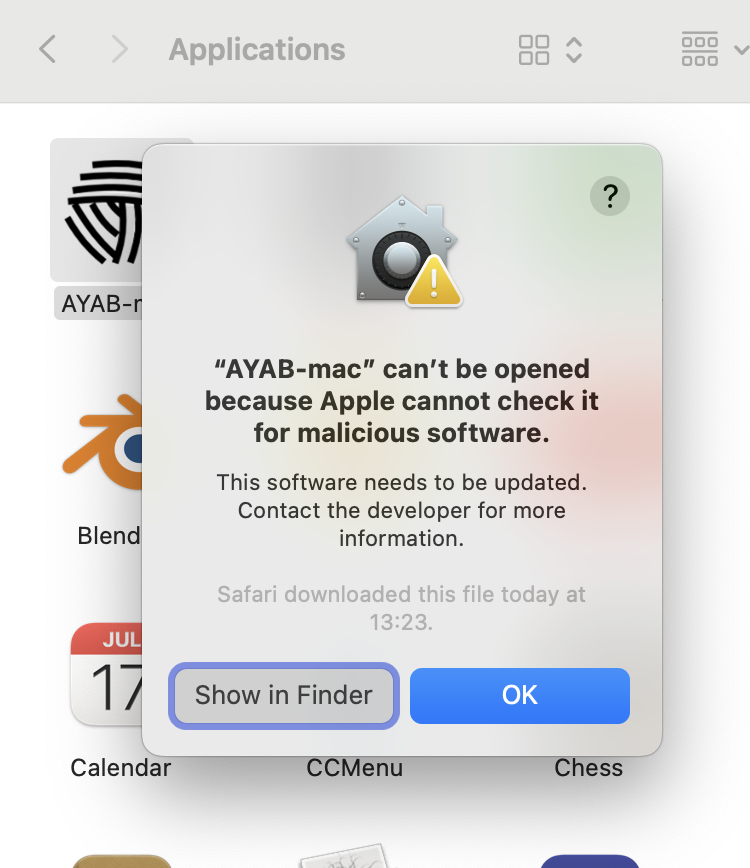 Applications
?
AYAB-m
“AYAB-mac” can’t be opened
because Apple cannot check it
for malicious software.
This software needs to be updated.
Contact the developer for more
information.
Safari downloaded this file today at
13:23.
Show in Finder
OK
Blend
JUL
17
Calendar
CCMenu
Chess